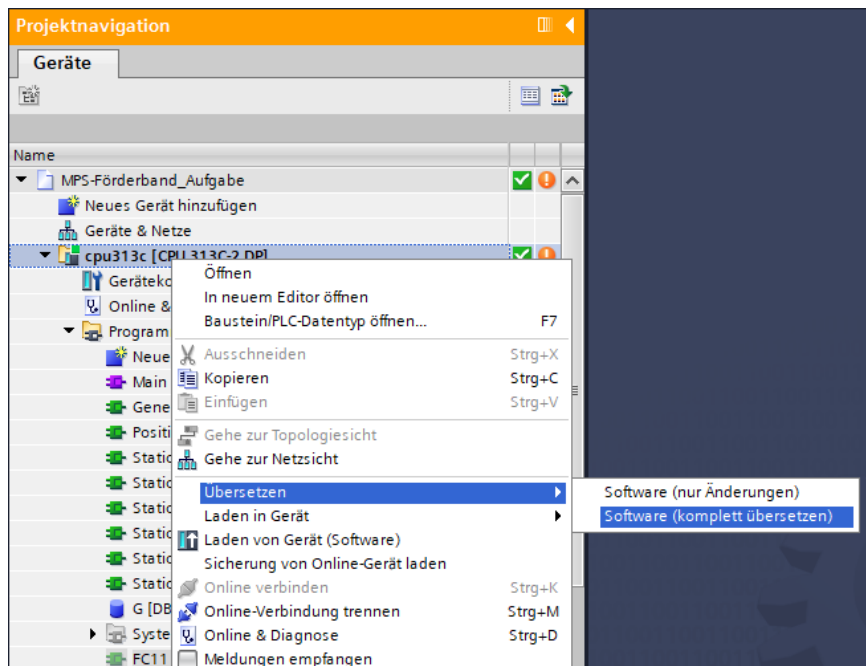 Projektnavigation
Geräte
Name
MPS-Förderband_Aufgabe
Neues Gerät hinzufügen
Geräte & Netze
cpu313c [CPU 313C-2 DP]
Geräteko
Online &
Program
Neue
Main
Gene
Positi
Static
Static
Static
Static
Static
Static
G [DB
Syste
FC11
Öffnen
In neuem Editor öffnen
Baustein/PLC-Datentyp öffnen... F7
Ausschneiden Strg+X
Kopieren Strg+C
Einfügen Strg+V
Gehe zur Topologiesicht
Gehe zur Netzsicht
Übersetzen
Laden in Gerät
Laden von Gerät (Software)
Sicherung von Online-Gerät laden
Online verbinden Strg+K
Online-Verbindung trennen Strg+M
Online & Diagnose Strg+D
Meldungen empfangen
Software (nur Änderungen)
Software (komplett übersetzen)